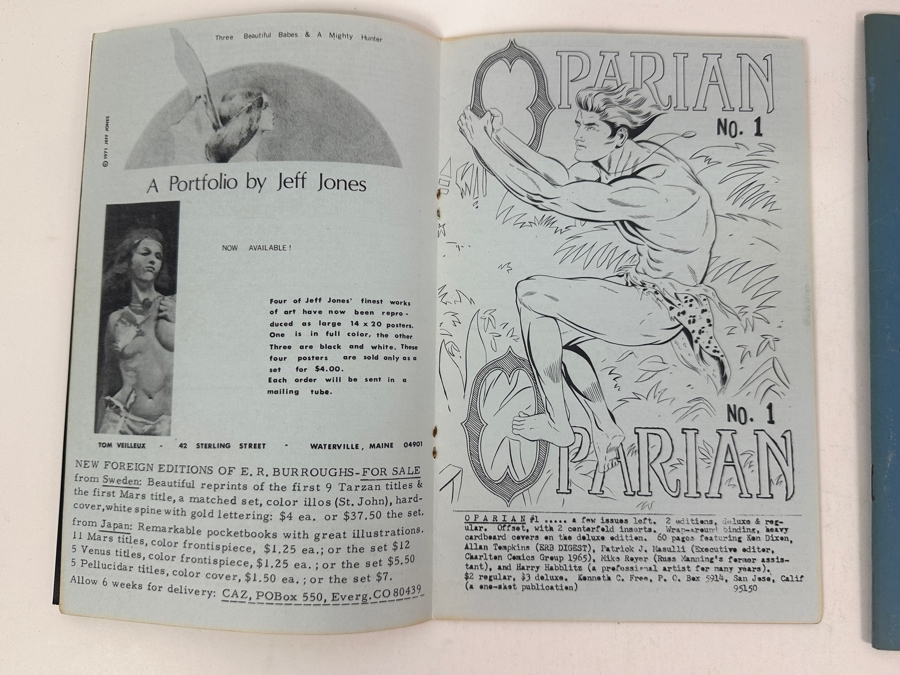 Three Beautiful Babes & A Mighty Hunter
© 1971 JEFF JONES
A Portfolio by Jeff Jones
NOW AVAILABLE!
Four of Jeff Jones' finest works
of art have now been repro-
duced as large 14 x 20 posters.
One is in full color, the other
Three are black and white. These
four posters are sold only as a
set for $4.00.
Each order will be sent in a
mailing tube.
TOM VEILLEUX - 42 STERLING STREET - WATERVILLE, MAINE 04901
NEW FOREIGN EDITIONS OF E. R. BURROUGHS-FOR SALE
from Sweden: Beautiful reprints of the first 9 Tarzan titles &
the first Mars title, a matched set, color illos (St. John), hard-
cover, white spine with gold lettering: $4 ea. or $37.50 the set.
from Japan: Remarkable pocketbooks with great illustrations.
11 Mars titles, color frontispiece, $1.25 ea.; or the set $12
5 Venus titles, color frontispiece, $1.25 ea.; or the set $5.50
5 Pellucidar titles, color cover, $1.50 ea.; or the set $7.
Allow 6 weeks for delivery: CAZ, POBox 550, Everg. CO 80439
OPARIAN
NO. 1
NO. 1
OPARIAN
OPARIAN #1 ..... a few issues left. 2 editions, deluxe & reg-
ular. Offset, with 2 centerfold inserts. Wrap-around binding, heavy
cardboard covers on the deluxe edition. 60 pages featuring Ken Dixon,
Allan Tompkins (ERB DIGEST), Patrick J. Masulli (Executive editor,
Charlton Comics Group 1965), Mike Royer (Russ Manning's former assis-
tant), and Harry Habblitz (a professional artist for many years).
$2 regular, $3 deluxe. Kenneth C. Free, P. O. Box 5914, San Jose, Calif
(a one-shot publication) 95150